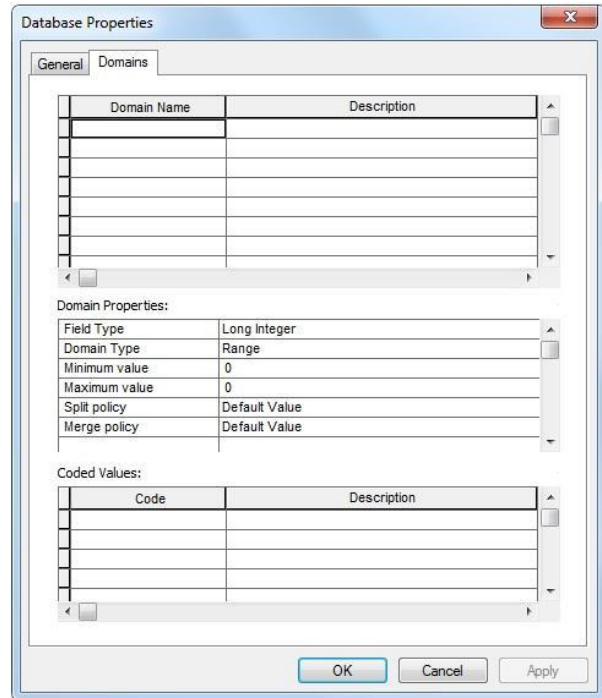 Database Properties
General Domains
Domain Name Description
Domain Properties:
Field Type Long Integer
Domain Type Range
Minimum value 0
Maximum value 0
Split policy Default Value
Merge policy Default Value
Coded Values:
Code Description
OK Cancel Apply